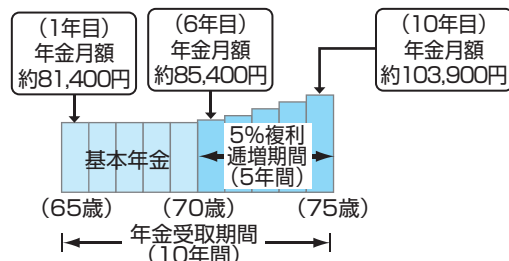 (1年目)
年金月額
約81,400円
(6年目)
年金月額
約85,400円
(10年目)
年金月額
約103,900円
基本年金
5%複利
逓増期間
(5年間)
(65歳)
(70歳)
(75歳)
年金受取期間
(10年間)